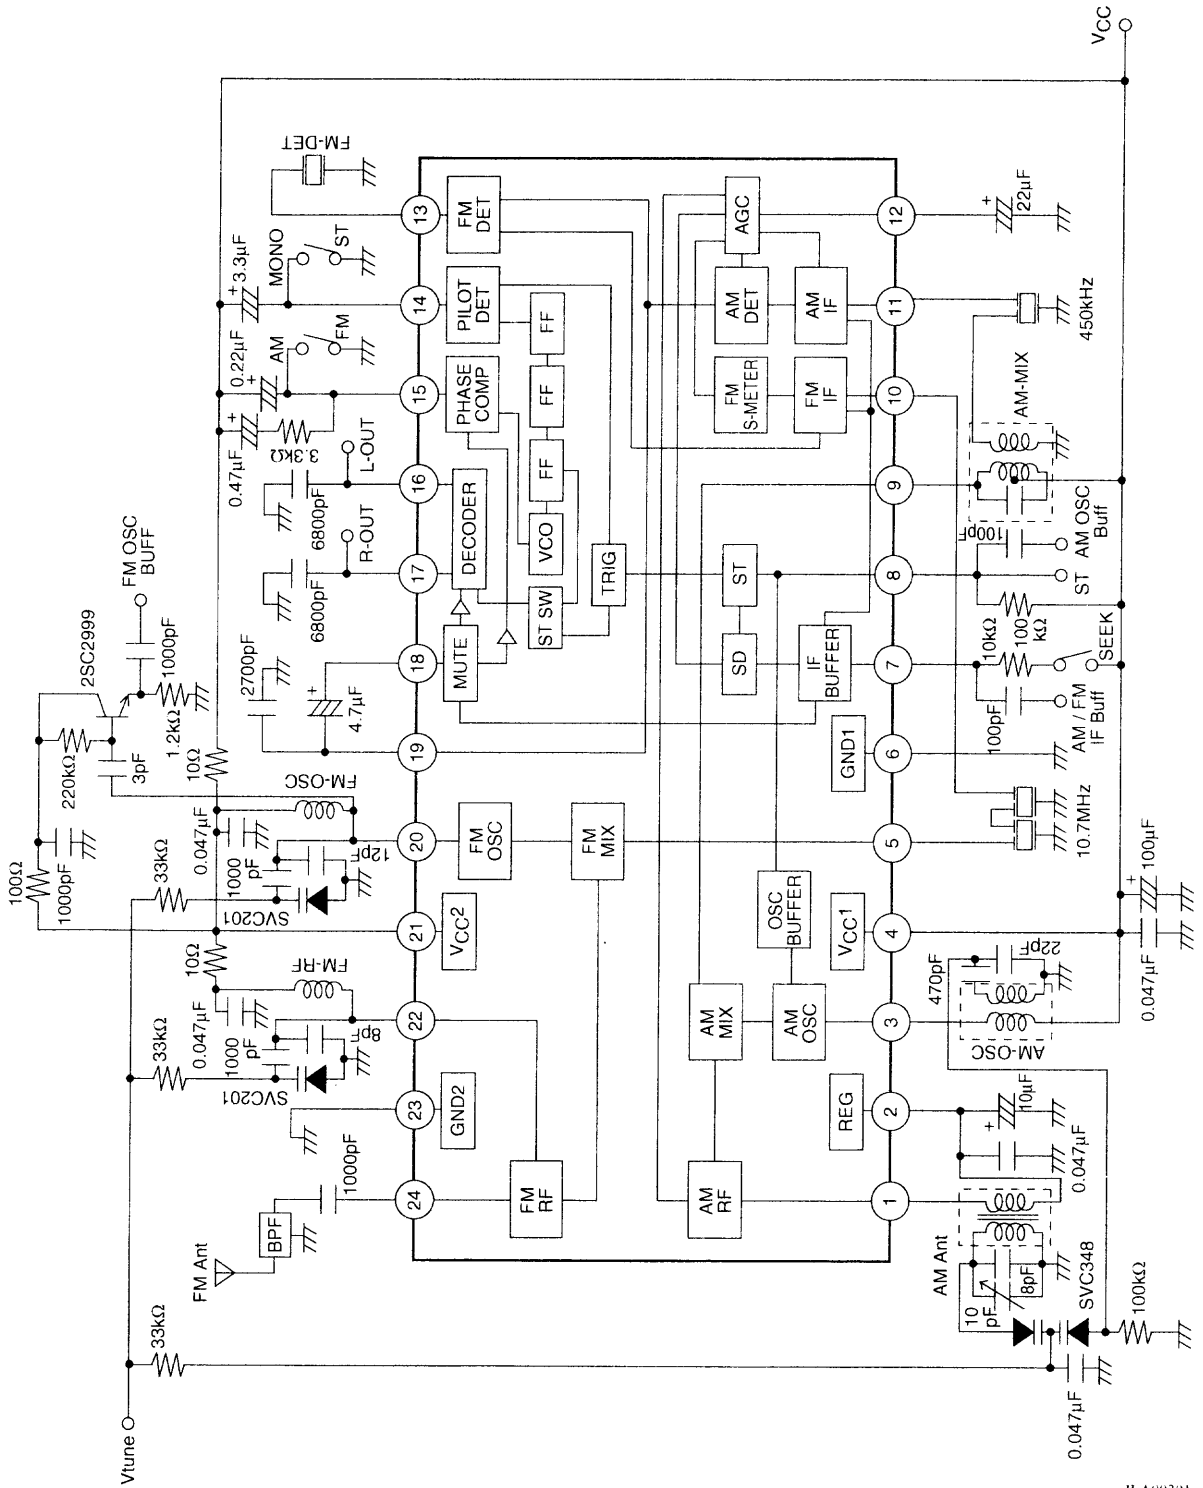 Vtune
33kΩ
FM Ant
BPF
1000pF
33kΩ
SVC201
1000
pF
0.047µF
8pF
10Ω
FM-RF
33kΩ
SVC201
1000
pF
0.047µF
12pF
10Ω
FM-OSC
100Ω
1000pF
220kΩ
3pF
2SC2999
1.2kΩ
1000pF
FM OSC
BUFF
2700pF
4.7µF
6800pF
R-OUT
6800pF
L-OUT
0.47µF
3.3kΩ
0.22µF
AM
FM
3.3µF
MONO
ST
FM-DET
VCC
24
23
22
21
20
19
18
17
16
15
14
13
GND2
VCC2
FM
OSC
MUTE
DECODER
PHASE
COMP
PILOT
DET
FM
DET
FM
RF
FM
MIX
ST SW
VCO
FF
FF
FF
TRIG
AM
RF
AM
MIX
AM
OSC
OSC
BUFFER
SD
ST
FM
S-METER
AM
DET
AGC
REG
VCC1
GND1
IF
BUFFER
FM
IF
AM
IF
1
2
3
4
5
6
7
8
9
10
11
12
AM Ant
10
pF
8pF
SVC348
0.047µF
100kΩ
0.047µF
10µF
AM-OSC
470pF
22pF
0.047µF
100µF
10.7MHz
100pF
10kΩ
AM / FM
IF Buff
SEEK
100
kΩ
ST
100pF
AM OSC
Buff
AM-MIX
450kHz
22µF